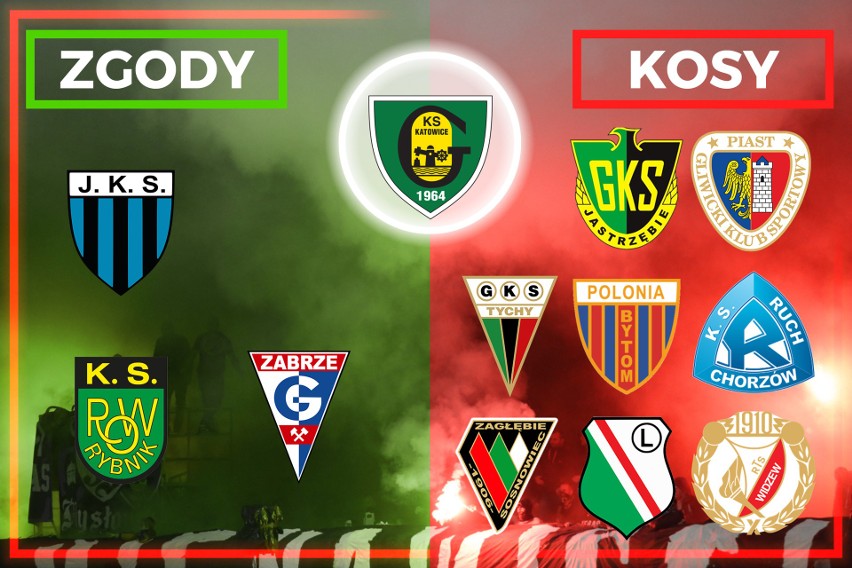 ZGODY
KOSY
KS
KATOWICE
G
1964
J. K. S.
GKS
JASTRZĘBIE
PIAST
GLIWICKI KLUB SPORTOWY
GKS
TYCHY
POLONIA
BYTOM
K. S. RUCH
R
CHORZÓW
K. S.
ROW
RYBNIK
ZABRZE
G
ZAGŁĘBIE
SOSNOWIEC
-1906-
L
1910
RTS
WIDZEW